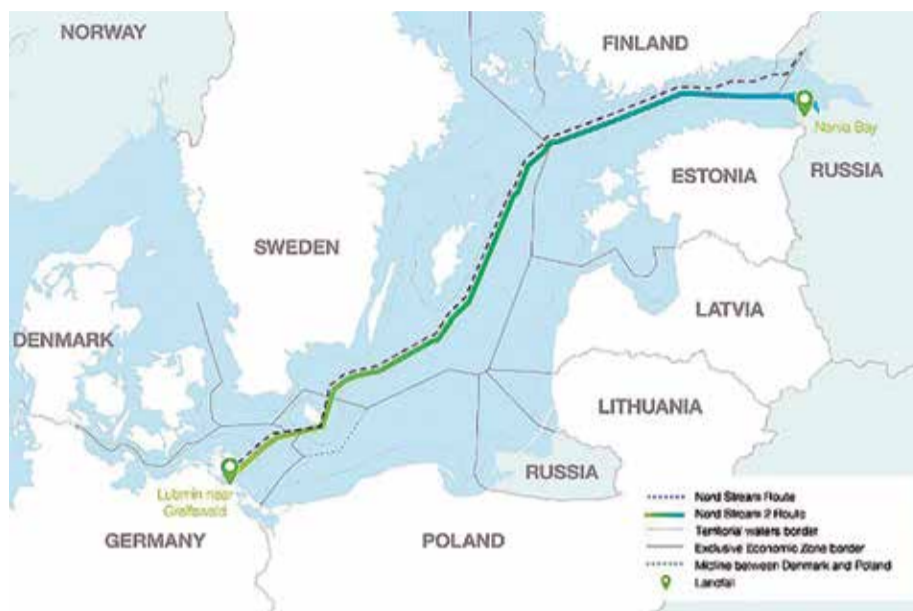 NORWAY
FINLAND
Narva Bay
ESTONIA
RUSSIA
SWEDEN
LATVIA
DENMARK
LITHUANIA
RUSSIA
Lubmin near
Greifswald
GERMANY
POLAND
Nord Stream Route
Nord Stream 2 Route
Territorial waters border
Exclusive Economic Zone border
Midline between Denmark and Poland
Landfall